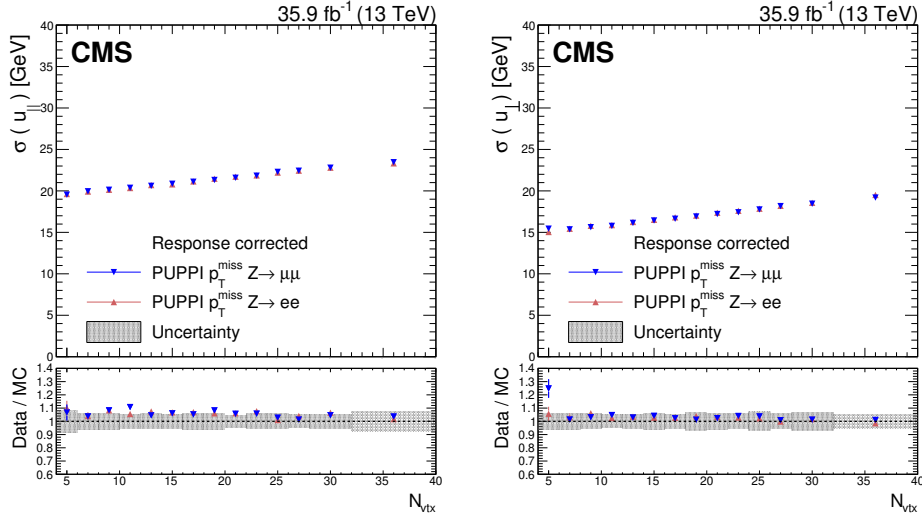 35.9 fb⁻¹ (13 TeV)
CMS
σ ( u∥ ) [GeV]
40
35
30
25
20
15
10
5
0
Response corrected
PUPPI p_T^miss Z→ μμ
PUPPI p_T^miss Z→ ee
Uncertainty
Data / MC
1.4
1.3
1.2
1.1
1
0.9
0.8
0.7
0.6
5 10 15 20 25 30 35 40
N_vtx
35.9 fb⁻¹ (13 TeV)
CMS
σ ( u⊥ ) [GeV]
40
35
30
25
20
15
10
5
0
Response corrected
PUPPI p_T^miss Z→ μμ
PUPPI p_T^miss Z→ ee
Uncertainty
Data / MC
1.4
1.3
1.2
1.1
1
0.9
0.8
0.7
0.6
5 10 15 20 25 30 35 40
N_vtx